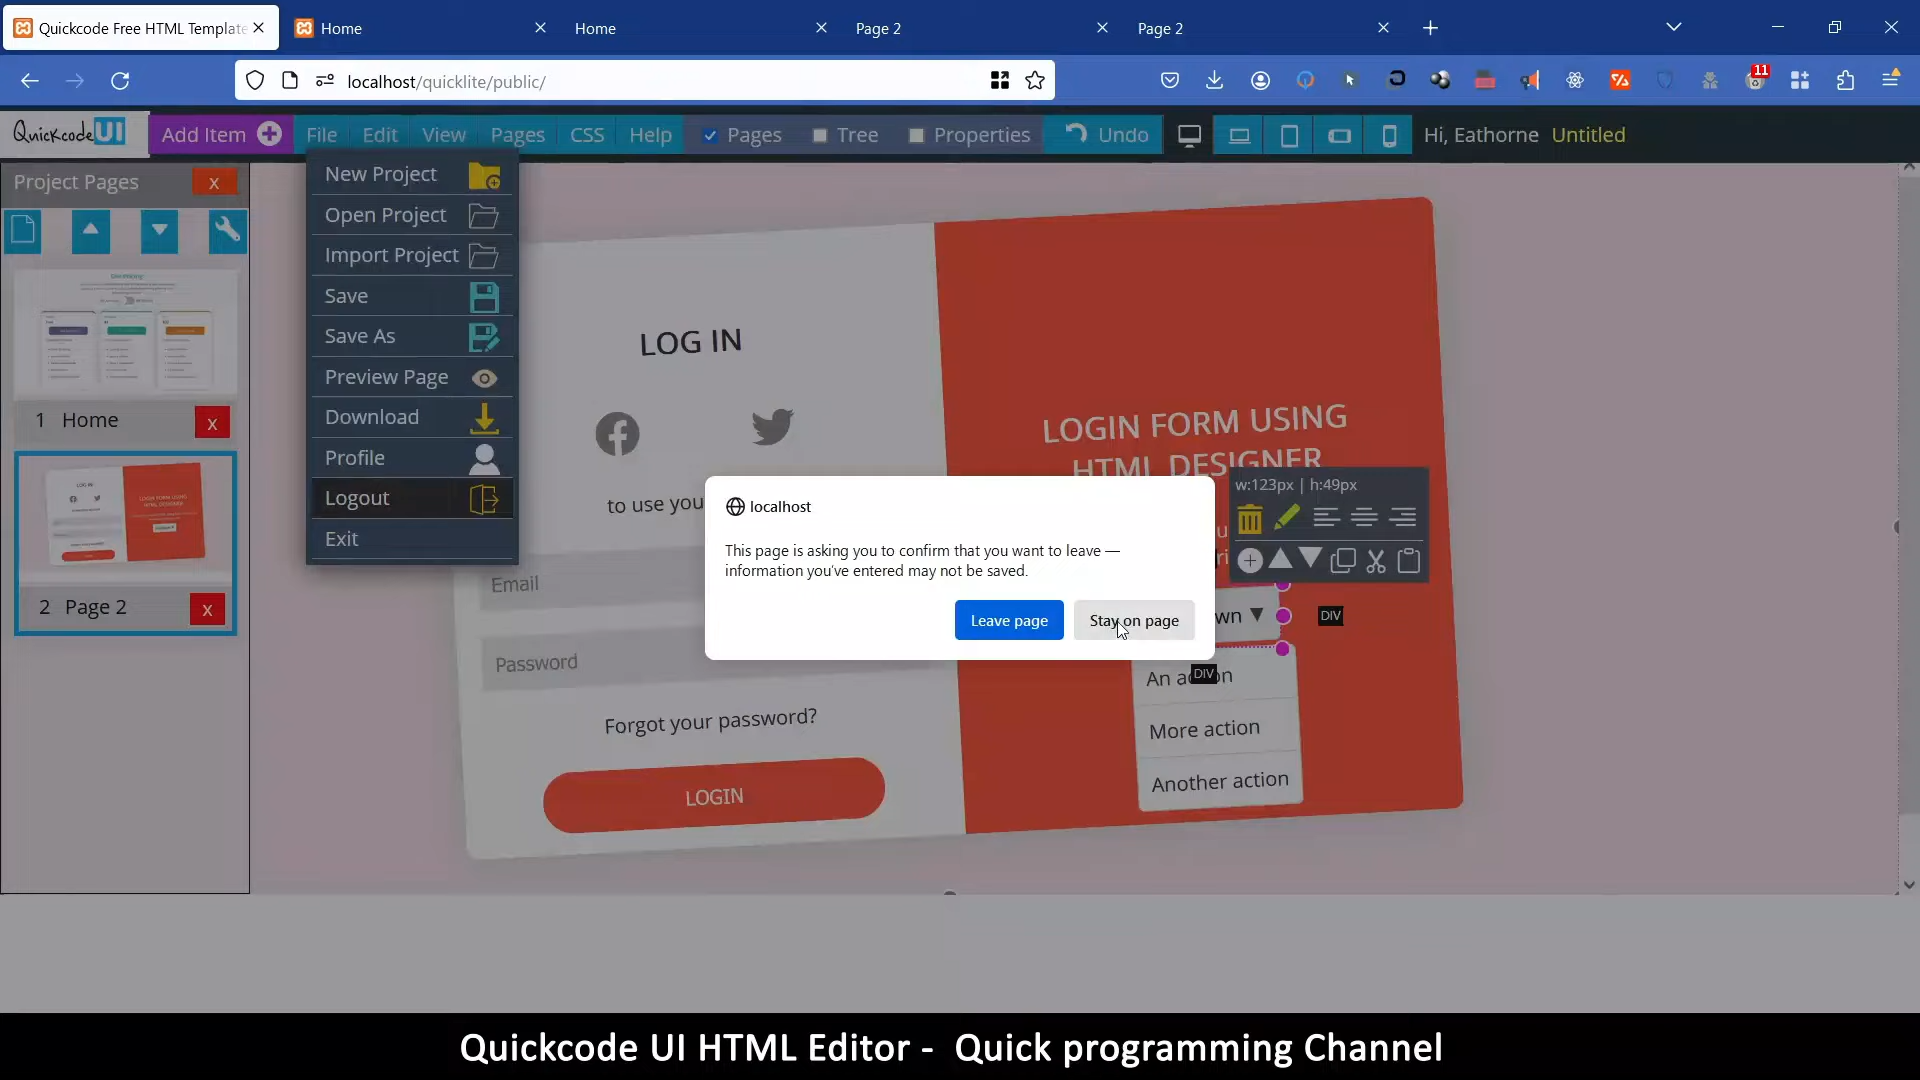 Quickcode Free HTML Template
Home
Home
Page 2
Page 2
localhost/quicklite/public/
11
QuickcodeUI
Add Item
File
Edit
View
Pages
CSS
Help
Pages
Tree
Properties
Undo
Hi, Eathorne
Untitled
Project Pages
x
1 Home
x
2 Page 2
x
New Project
Open Project
Import Project
Save
Save As
Preview Page
Download
Profile
Logout
Exit
LOG IN
to use you
Email
Password
Forgot your password?
LOGIN
LOGIN FORM USING
HTML DESIGNER
w:123px | h:49px
localhost
This page is asking you to confirm that you want to leave —
information you've entered may not be saved.
Leave page
Stay on page
wn
DIV
DIV
More action
Another action
Quickcode UI HTML Editor - Quick programming Channel